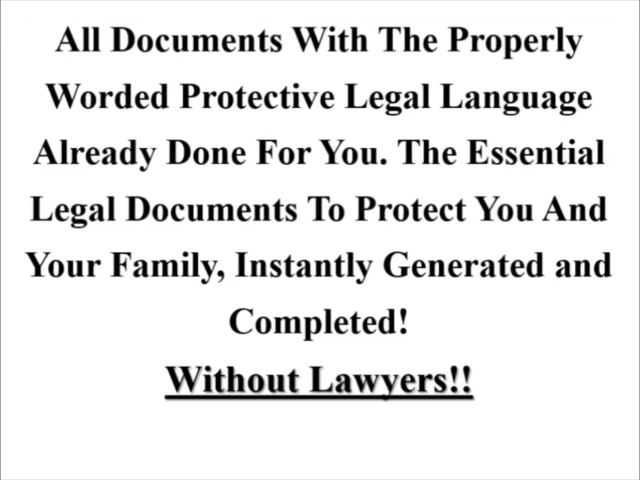 All Documents With The Properly
Worded Protective Legal Language
Already Done For You. The Essential
Legal Documents To Protect You And
Your Family, Instantly Generated and
Completed!
Without Lawyers!!